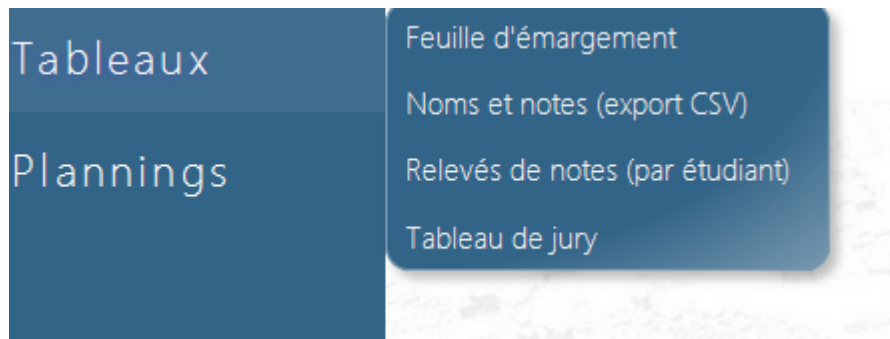 Tableaux
Plannings
Feuille d'émargement
Noms et notes (export CSV)
Relevés de notes (par étudiant)
Tableau de jury